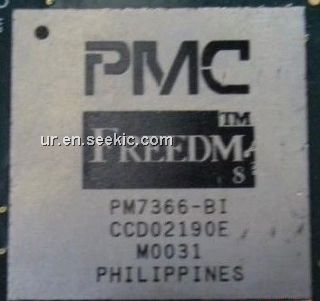 PMC
TM
FREEDM
8
ur.en.seekic.com
PM7366-BI
CCD02190E
M0031
PHILIPPINES